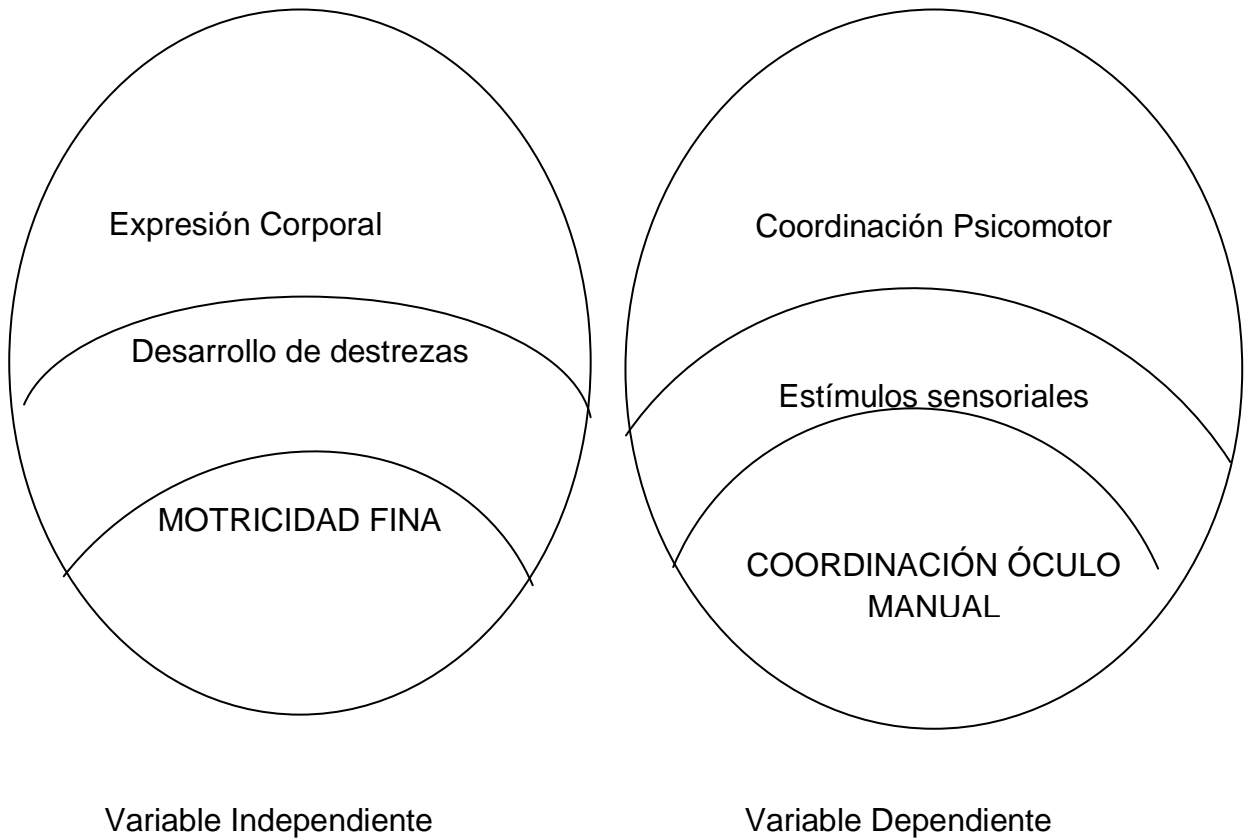 Expresión Corporal
Desarrollo de destrezas
MOTRICIDAD FINA
Variable Independiente
Coordinación Psicomotor
Estímulos sensoriales
COORDINACIÓN ÓCULO
MANUAL
Variable Dependiente